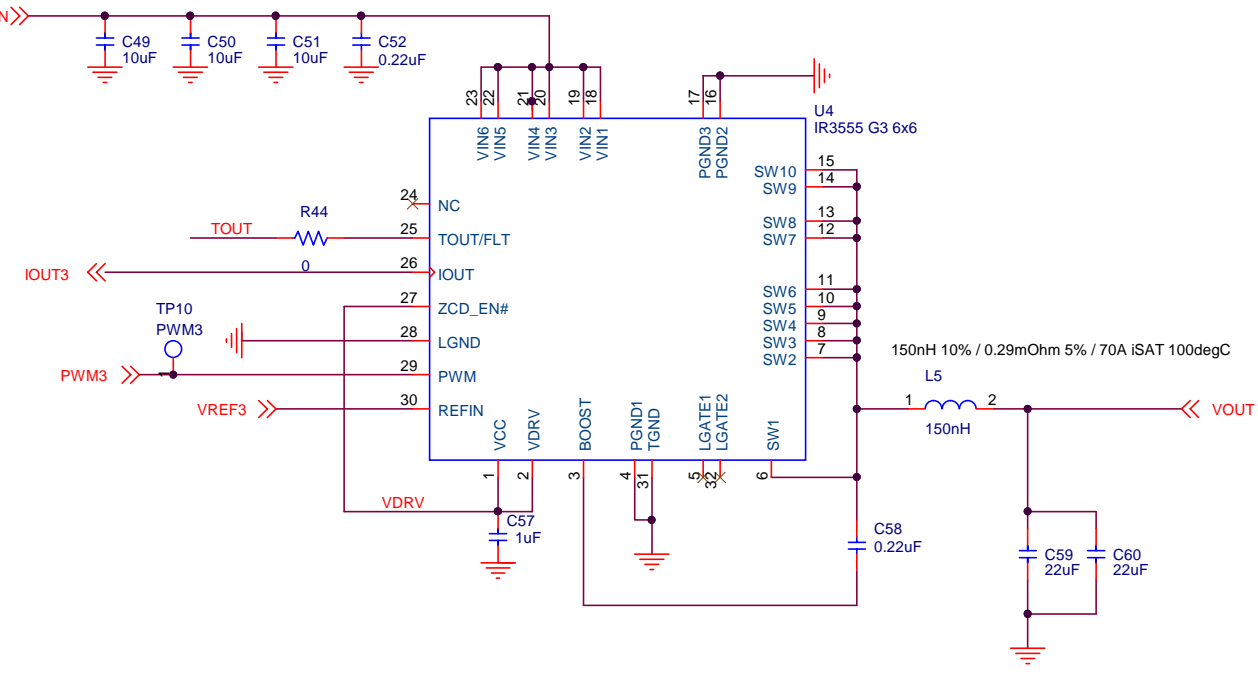 N
C49
10uF
C50
10uF
C51
10uF
C52
0.22uF
23
22
21
20
19
18
17
16
VIN6
VIN5
VIN4
VIN3
VIN2
VIN1
PGND3
PGND2
U4
IR3555 G3 6x6
SW10 15
SW9 14
SW8 13
SW7 12
SW6 11
SW5 10
SW4 9
SW3 8
SW2 7
24 NC
TOUT
R44
0
25 TOUT/FLT
IOUT3
26 IOUT
27 ZCD_EN#
TP10
PWM3
1
28 LGND
PWM3
29 PWM
VREF3
30 REFIN
150nH 10% / 0.29mOhm 5% / 70A iSAT 100degC
L5
1
2
150nH
VOUT
VCC
VDRV
BOOST
PGND1
TGND
LGATE1
LGATE2
SW1
1
2
3
4
31
5
32
6
VDRV
C57
1uF
C58
0.22uF
C59
22uF
C60
22uF